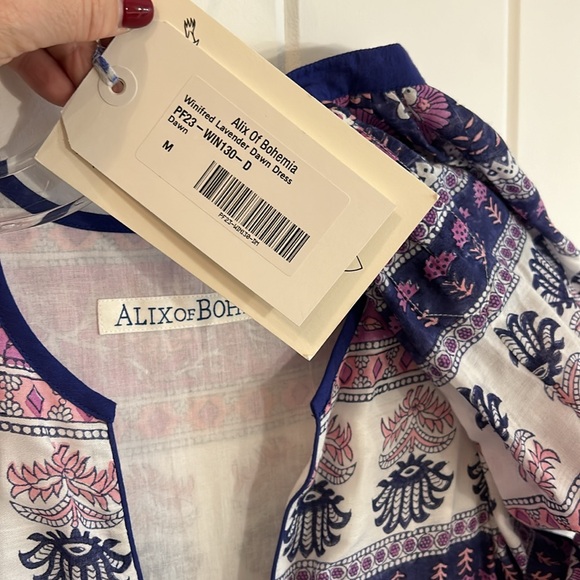 Alix Of Bohemia
Winifred Lavender Dawn Dress
PF23-WIN130-D
Dawn
M
ALIX OF BOH